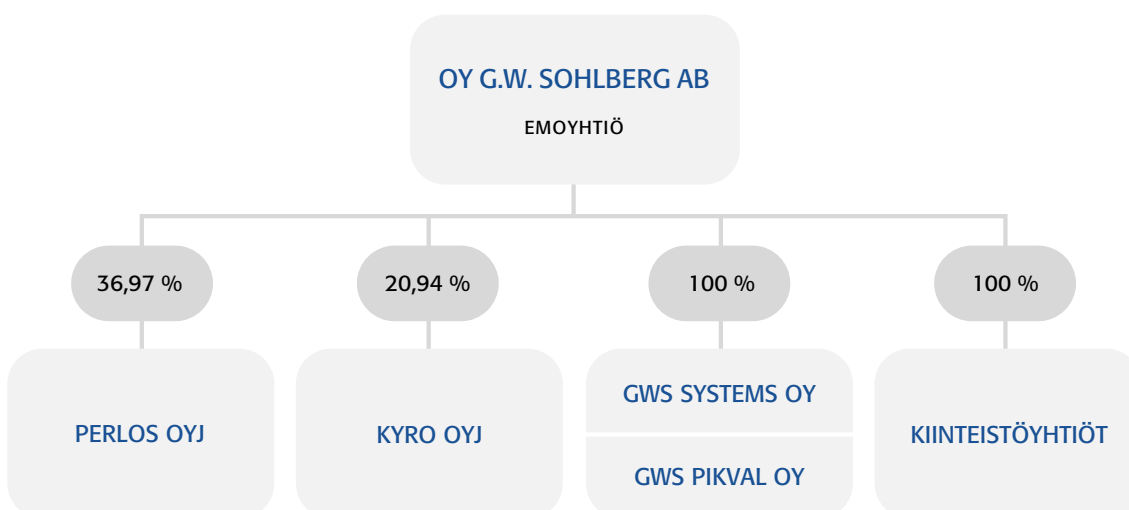 OY G.W. SOHLBERG AB
EMOYHTIÖ
36,97 %
20,94 %
100 %
100 %
PERLOS OYJ
KYRO OYJ
GWS SYSTEMS OY
GWS PIKVAL OY
KIINTEISTÖYHTIÖT